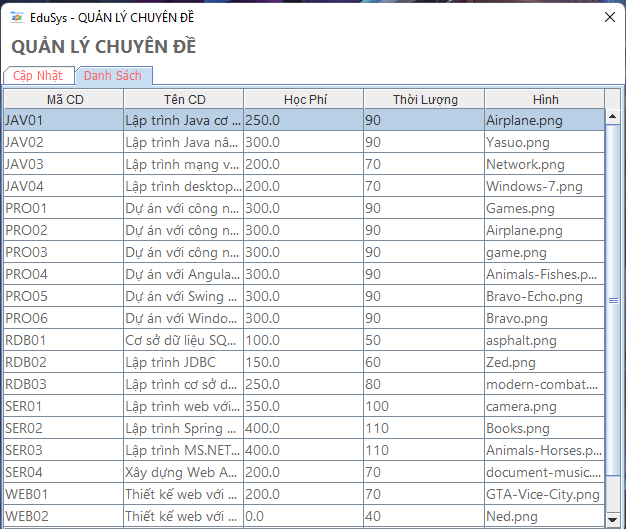 EduSys - QUẢN LÝ CHUYÊN ĐỀ
QUẢN LÝ CHUYÊN ĐỀ
Cập Nhật Danh Sách
Mã CD Tên CD Học Phí Thời Lượng Hình
JAV01 Lập trình Java cơ ... 250.0 90 Airplane.png
JAV02 Lập trình Java nâ... 300.0 90 Yasuo.png
JAV03 Lập trình mạng v... 200.0 70 Network.png
JAV04 Lập trình desktop... 200.0 70 Windows-7.png
PRO01 Dự án với công n... 300.0 90 Games.png
PRO02 Dự án với công n... 300.0 90 Airplane.png
PRO03 Dự án với công n... 300.0 90 game.png
PRO04 Dự án với Angula... 300.0 90 Animals-Fishes.p...
PRO05 Dự án với Swing ... 300.0 90 Bravo-Echo.png
PRO06 Dự án với Windo... 300.0 90 Bravo.png
RDB01 Cơ sở dữ liệu SQ... 100.0 50 asphalt.png
RDB02 Lập trình JDBC 150.0 60 Zed.png
RDB03 Lập trình cơ sở d... 250.0 80 modern-combat....
SER01 Lập trình web với... 350.0 100 camera.png
SER02 Lập trình Spring ... 400.0 110 Books.png
SER03 Lập trình MS.NET... 400.0 110 Animals-Horses.p...
SER04 Xây dựng Web A... 200.0 70 document-music....
WEB01 Thiết kế web với ... 200.0 70 GTA-Vice-City.png
WEB02 Thiết kế web với ... 0.0 40 Ned.png